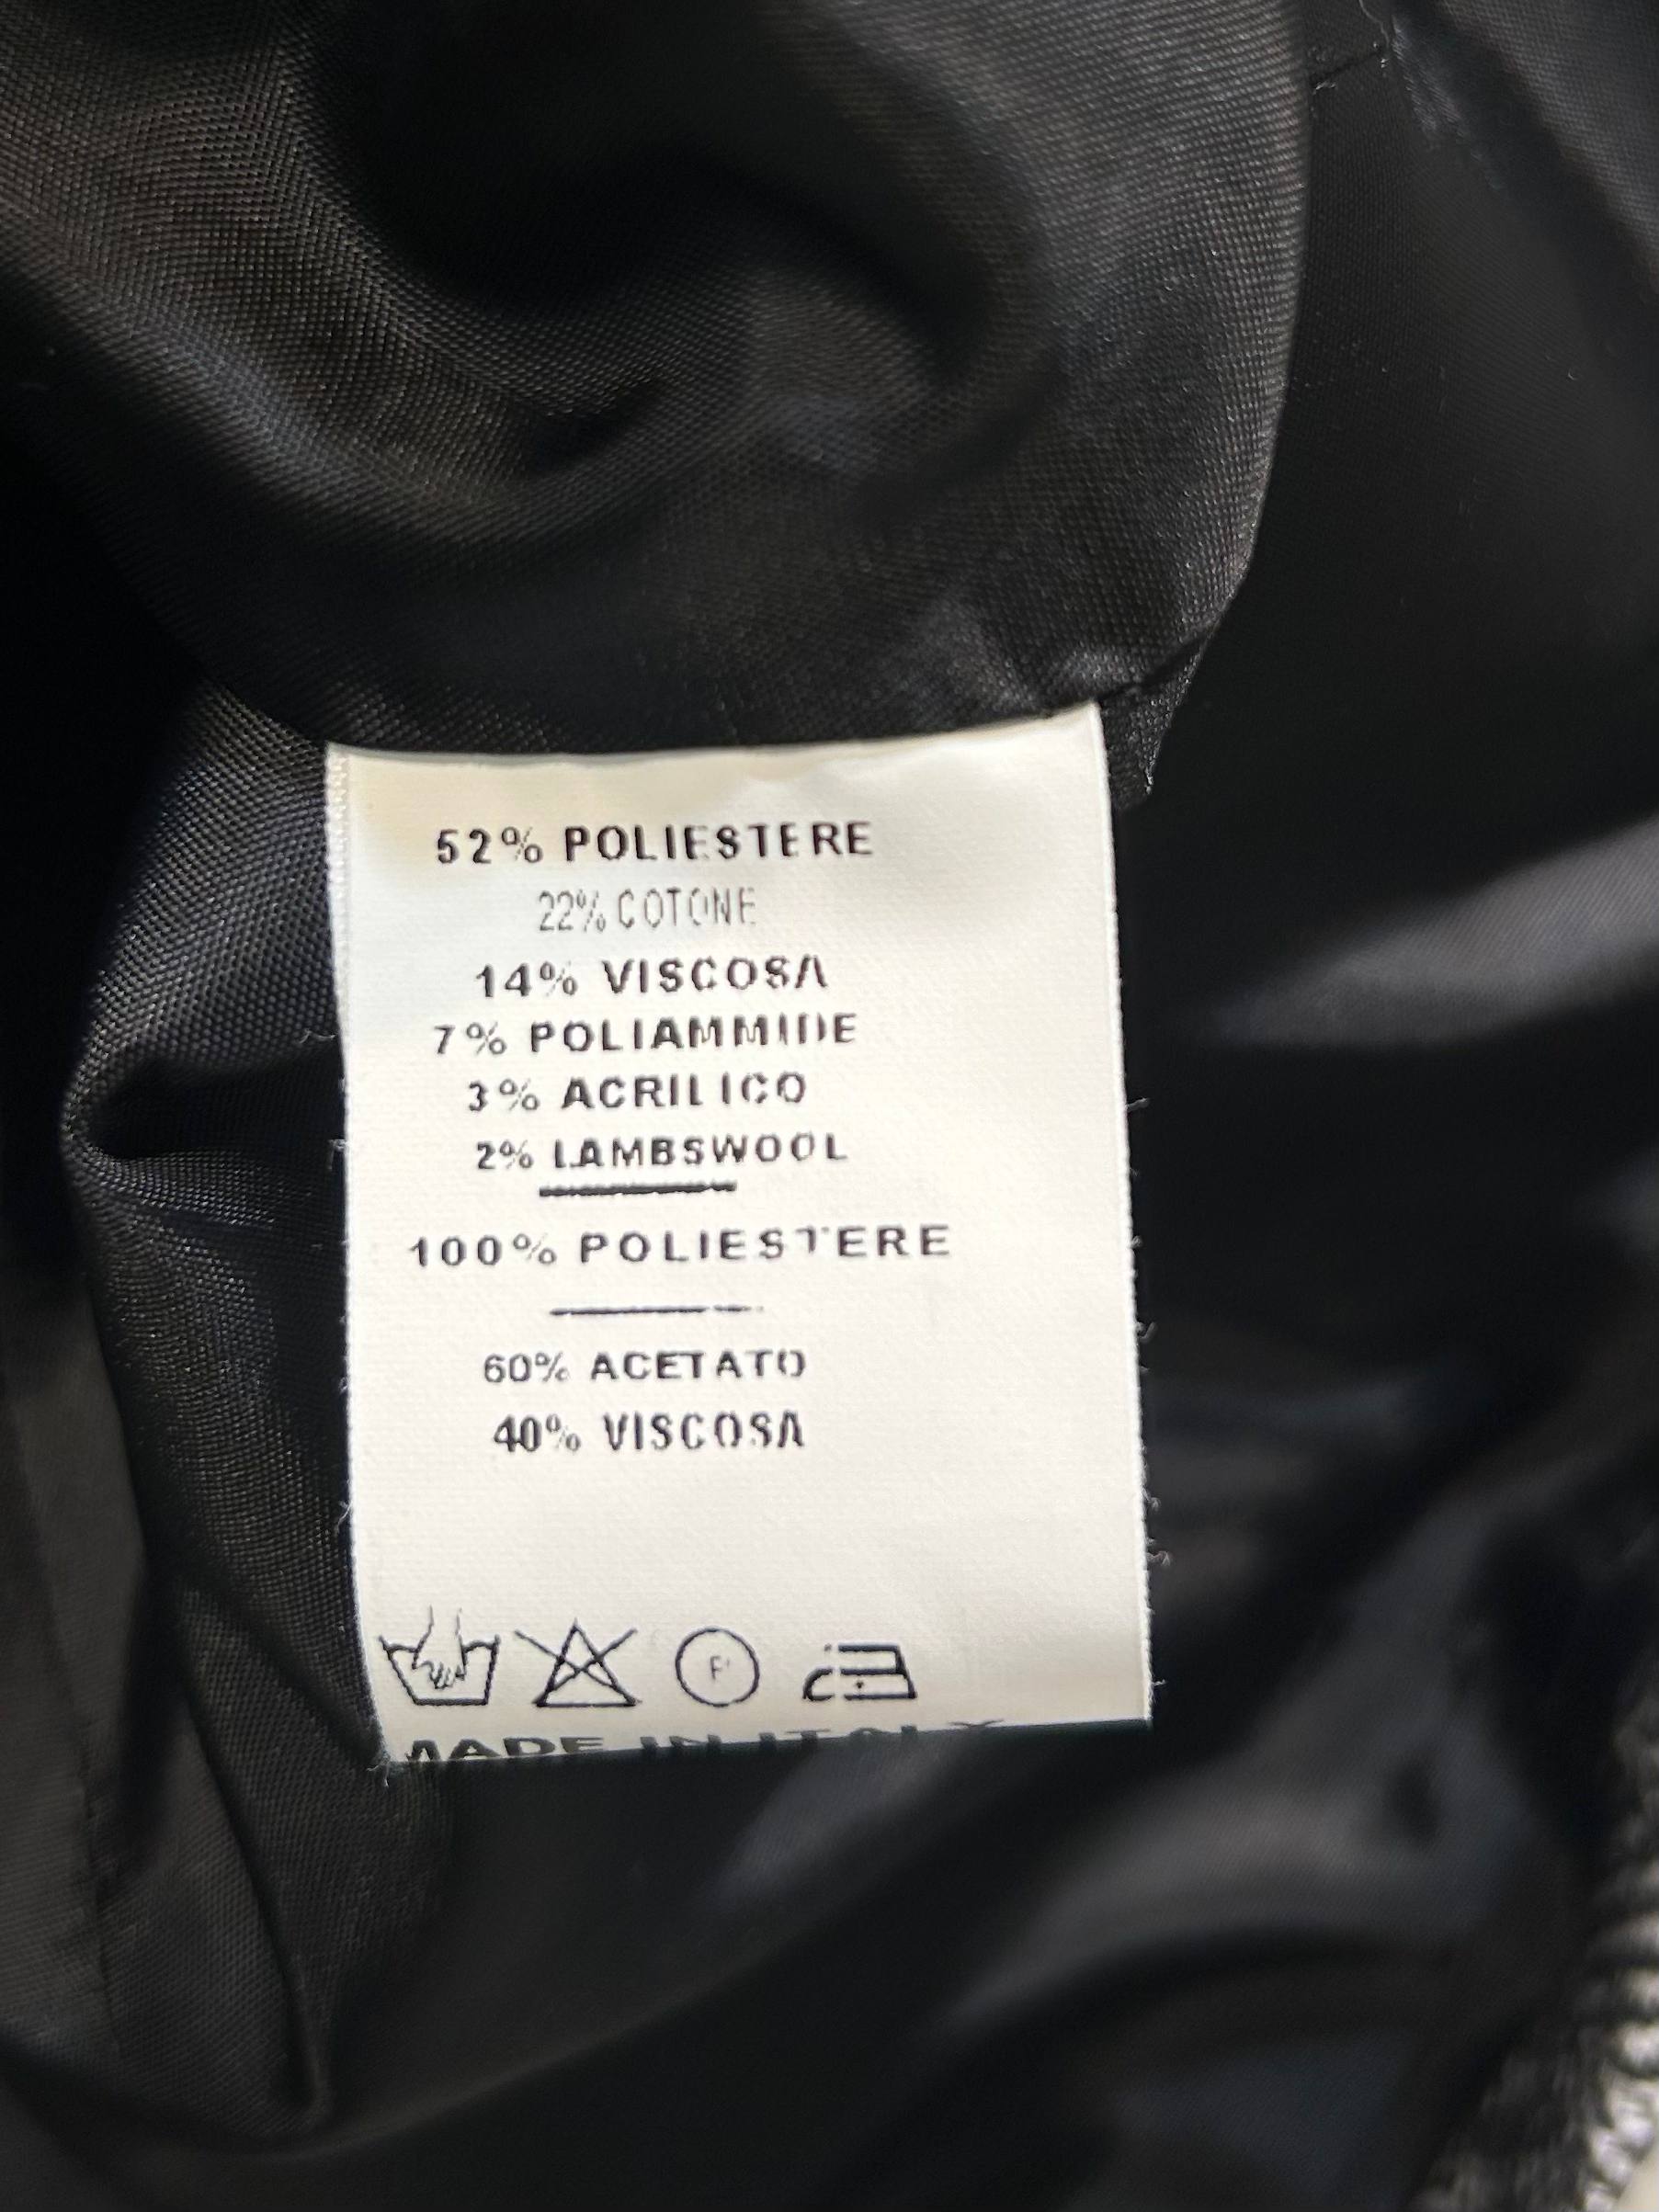 52% POLIESTERE
22% COTONE
14% VISCOSA
7% POLIAMMIDE
3% ACRILICO
2% LAMBSWOOL
100% POLIESTERE
60% ACETATO
40% VISCOSA
F
MADE IN ITALY